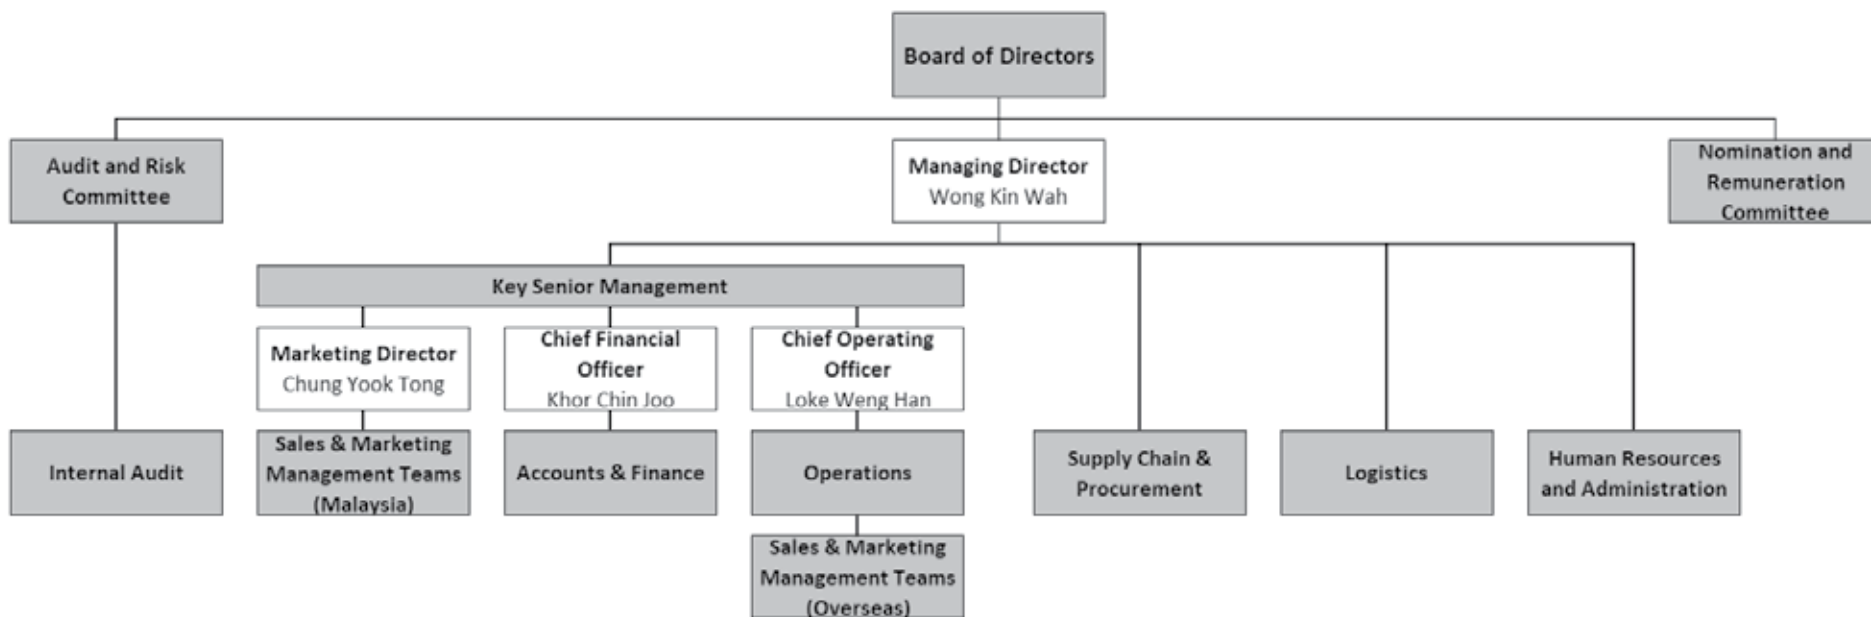 Board of Directors
Audit and Risk
Committee
Managing Director
Wong Kin Wah
Nomination and
Remuneration
Committee
Key Senior Management
Marketing Director
Chung Yook Tong
Chief Financial
Officer
Khor Chin Joo
Chief Operating
Officer
Loke Weng Han
Internal Audit
Sales & Marketing
Management Teams
(Malaysia)
Accounts & Finance
Operations
Supply Chain &
Procurement
Logistics
Human Resources
and Administration
Sales & Marketing
Management Teams
(Overseas)